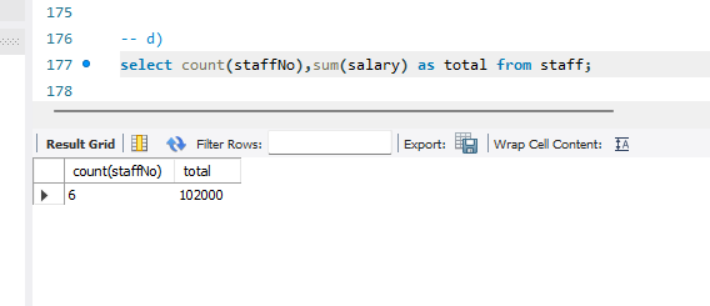 175
176 -- d)
177 select count(staffNo),sum(salary) as total from staff;
178
Result Grid Filter Rows: Export: Wrap Cell Content: IA
count(staffNo) total
6 102000